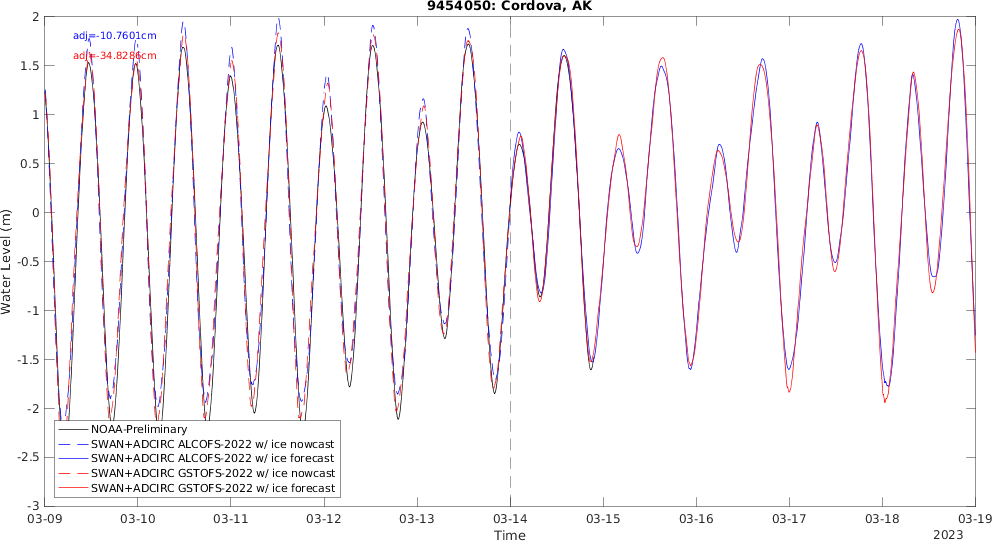 9454050: Cordova, AK
adj=-10.7601cm
adj=-34.8286cm
Water Level (m)
2
1.5
1
0.5
0
-0.5
-1
-1.5
-2
-2.5
-3
NOAA-Preliminary
SWAN+ADCIRC ALCOFS-2022 w/ ice nowcast
SWAN+ADCIRC ALCOFS-2022 w/ ice forecast
SWAN+ADCIRC GSTOFS-2022 w/ ice nowcast
SWAN+ADCIRC GSTOFS-2022 w/ ice forecast
03-09 03-10 03-11 03-12 03-13 03-14 03-15 03-16 03-17 03-18 03-19
Time
2023